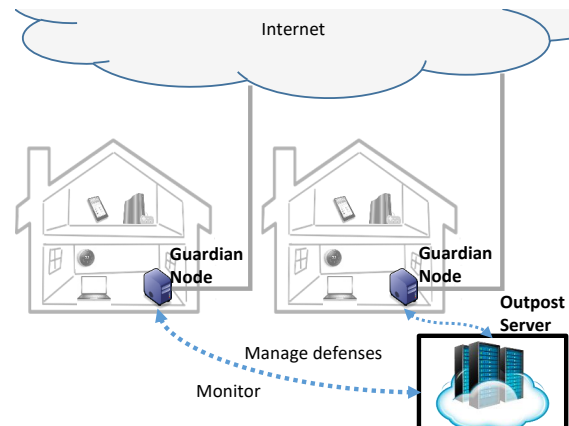 Internet
Guardian
Node
Guardian
Node
Outpost
Server
Manage defenses
Monitor